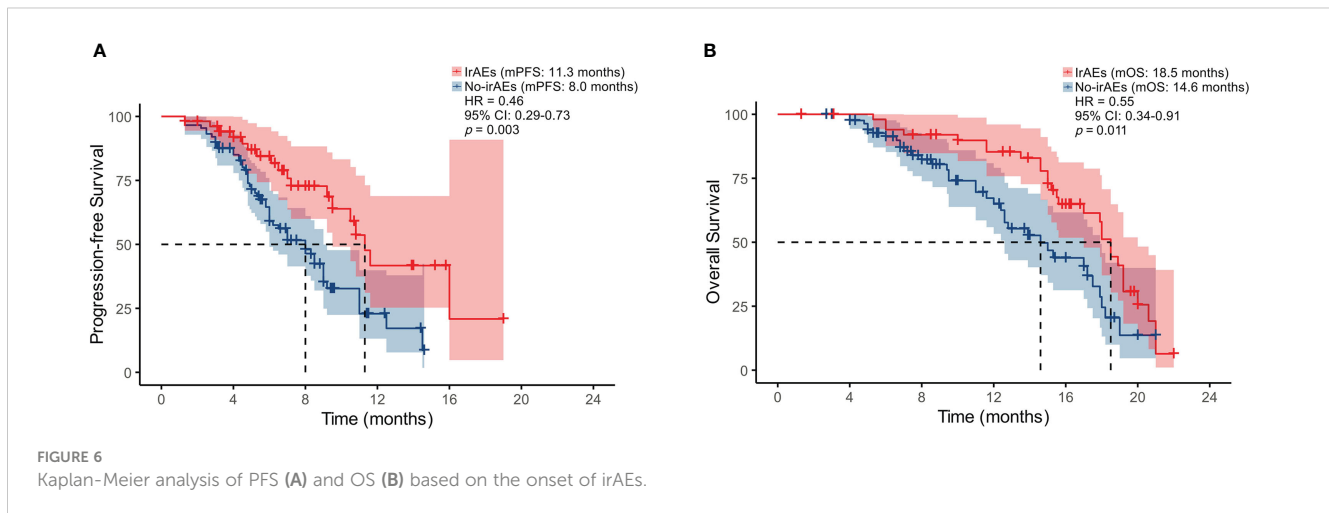 A
IrAEs (mPFS: 11.3 months)
No-irAEs (mPFS: 8.0 months)
HR = 0.46
95% CI: 0.29-0.73
p = 0.003
100
75
50
25
0
Progression-free Survival
0 4 8 12 16 20 24
Time (months)
B
IrAEs (mOS: 18.5 months)
No-irAEs (mOS: 14.6 months)
HR = 0.55
95% CI: 0.34-0.91
p = 0.011
100
75
50
25
0
Overall Survival
0 4 8 12 16 20 24
Time (months)
FIGURE 6
Kaplan-Meier analysis of PFS (A) and OS (B) based on the onset of irAEs.